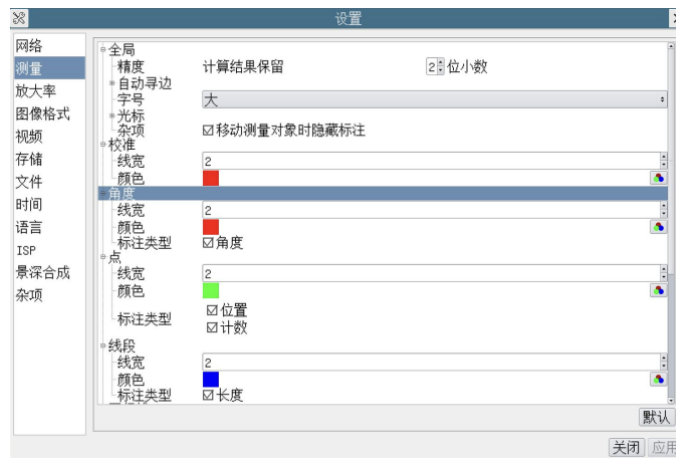 设置
网络
测量
放大率
图像格式
视频
存储
文件
时间
语言
ISP
景深合成
杂项
全局
精度 计算结果保留 2 位小数
自动寻边
字号 大
光标
杂项 移动测量对象时隐藏标注
校准
线宽 2
颜色
角度
线宽 2
颜色
标注类型 角度
点
线宽 2
颜色
标注类型 位置
计数
线段
线宽 2
颜色
标注类型 长度
默认
关闭 应用